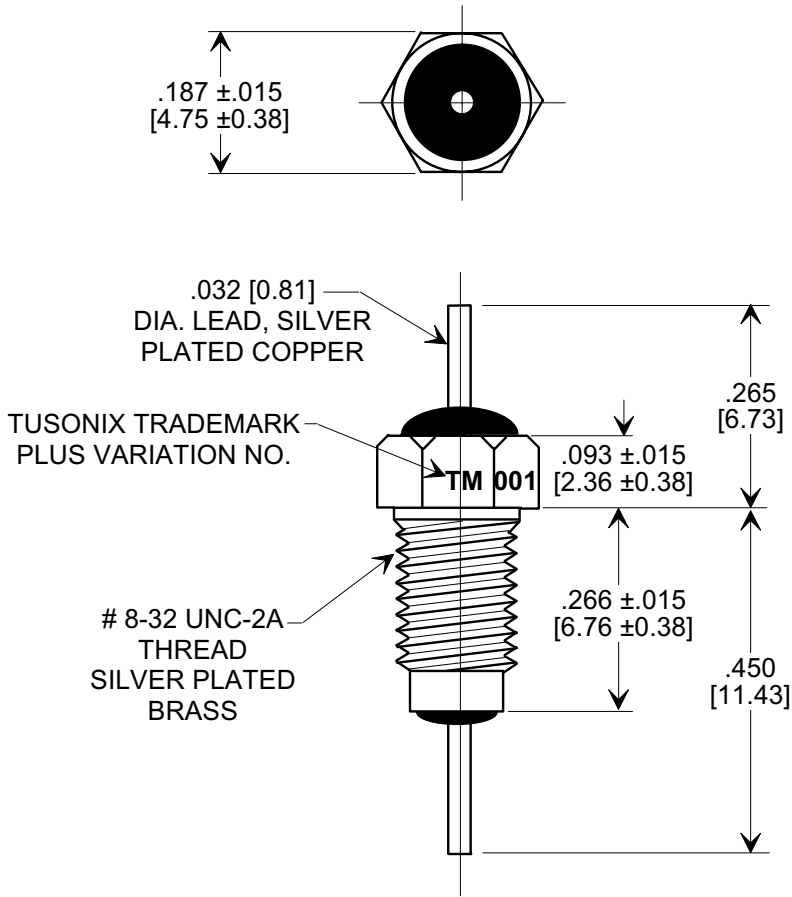 .187 ±.015
[4.75 ±0.38]
.032 [0.81]
DIA. LEAD, SILVER
PLATED COPPER
.265
[6.73]
TUSONIX TRADEMARK
PLUS VARIATION NO.
.093 ±.015
[2.36 ±0.38]
TM 001
# 8-32 UNC-2A
THREAD
SILVER PLATED
BRASS
.266 ±.015
[6.76 ±0.38]
.450
[11.43]